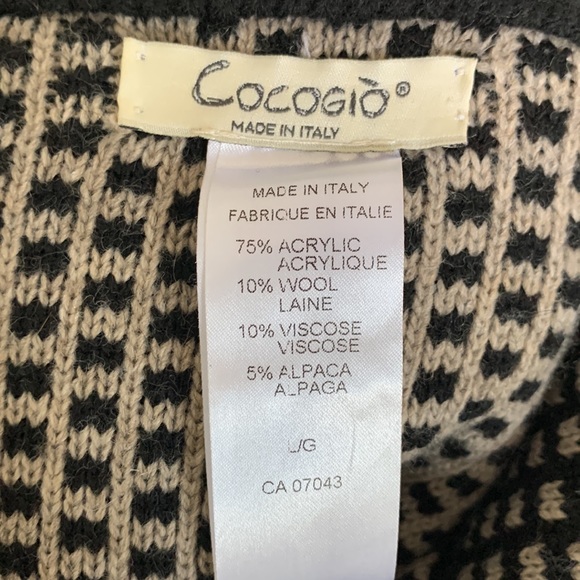 COCOGIÒ®
MADE IN ITALY
MADE IN ITALY
FABRIQUE EN ITALIE
75% ACRYLIC
ACRYLIQUE
10% WOOL
LAINE
10% VISCOSE
VISCOSE
5% ALPACA
ALPAGA
L/G
CA 07043